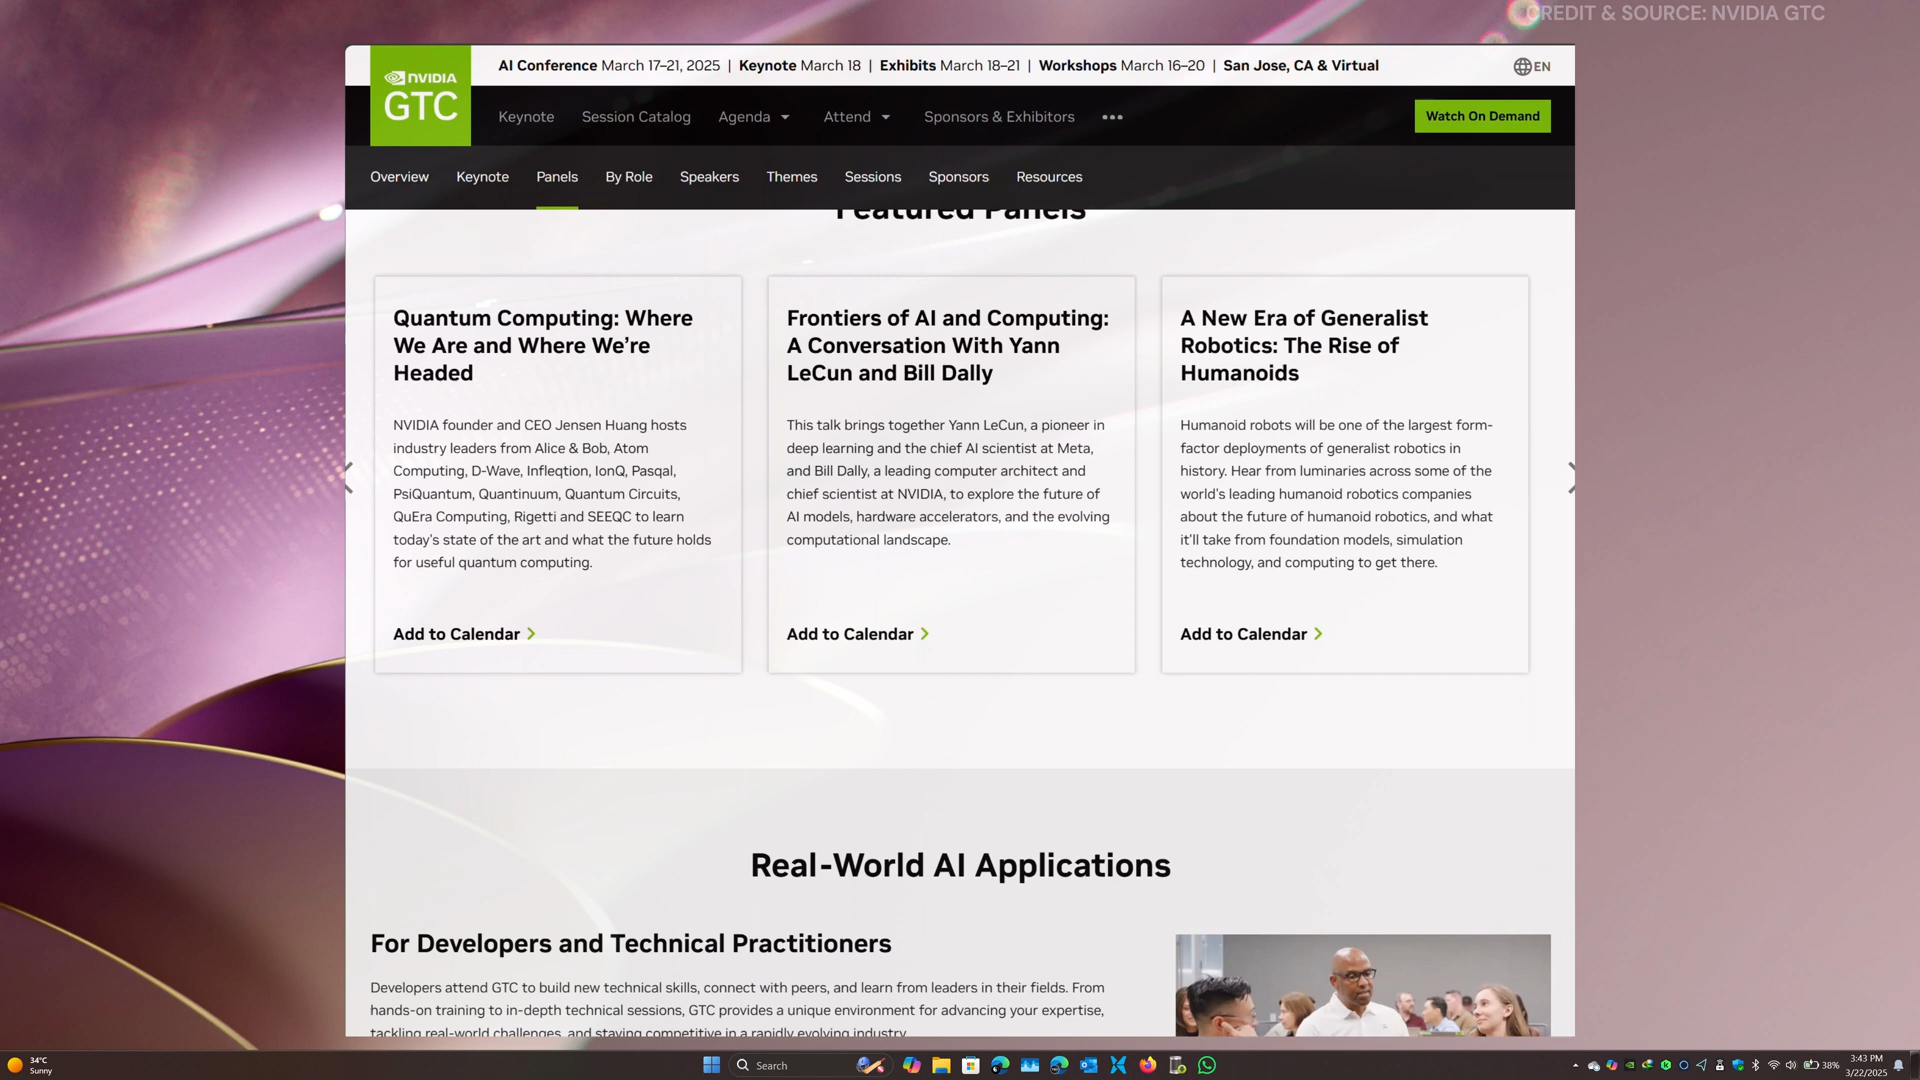 CREDIT & SOURCE: NVIDIA GTC
AI Conference March 17–21, 2025 | Keynote March 18 | Exhibits March 18–21 | Workshops March 16–20 | San Jose, CA & Virtual
EN
NVIDIA
GTC
Keynote
Session Catalog
Agenda
Attend
Sponsors & Exhibitors
Watch On Demand
Overview
Keynote
Panels
By Role
Speakers
Themes
Sessions
Sponsors
Resources
Featured Panels
Quantum Computing: Where
We Are and Where We’re
Headed
NVIDIA founder and CEO Jensen Huang hosts
industry leaders from Alice & Bob, Atom
Computing, D-Wave, Infleqtion, IonQ, Pasqal,
PsiQuantum, Quantinuum, Quantum Circuits,
QuEra Computing, Rigetti and SEEQC to learn
today’s state of the art and what the future holds
for useful quantum computing.
Add to Calendar
Frontiers of AI and Computing:
A Conversation With Yann
LeCun and Bill Dally
This talk brings together Yann LeCun, a pioneer in
deep learning and the chief AI scientist at Meta,
and Bill Dally, a leading computer architect and
chief scientist at NVIDIA, to explore the future of
AI models, hardware accelerators, and the evolving
computational landscape.
Add to Calendar
A New Era of Generalist
Robotics: The Rise of
Humanoids
Humanoid robots will be one of the largest form-
factor deployments of generalist robotics in
history. Hear from luminaries across some of the
world’s leading humanoid robotics companies
about the future of humanoid robotics, and what
it’ll take from foundation models, simulation
technology, and computing to get there.
Add to Calendar
Real-World AI Applications
For Developers and Technical Practitioners
Developers attend GTC to build new technical skills, connect with peers, and learn from leaders in their fields. From
hands-on training to in-depth technical sessions, GTC provides a unique environment for advancing your expertise,
tackling real-world challenges, and staying competitive in a rapidly evolving industry.
34°C
Sunny
Search
38%
3:43 PM
3/22/2025